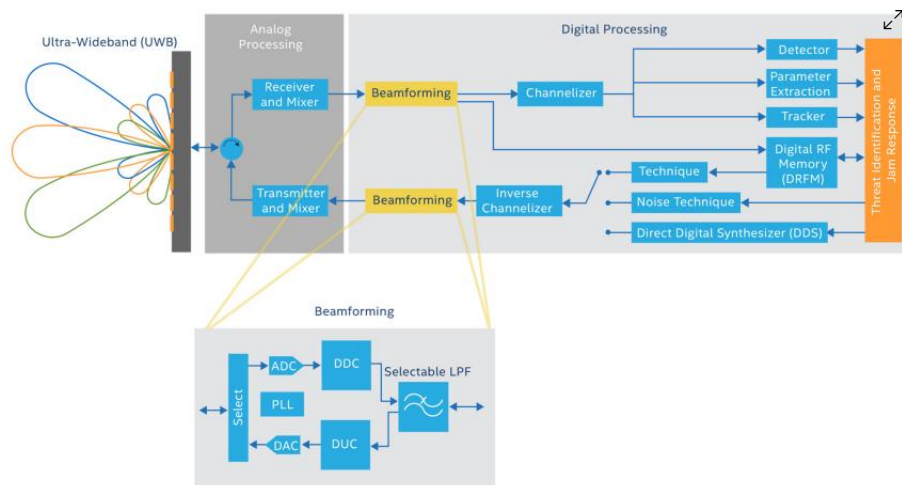 Ultra-Wideband (UWB)
Analog
Processing
Digital Processing
Receiver
and Mixer
Beamforming
Channelizer
Detector
Parameter
Extraction
Tracker
Digital RF
Memory
(DRFM)
Threat Identification and
Jam Response
Transmitter
and Mixer
Beamforming
Inverse
Channelizer
Technique
Noise Technique
Direct Digital Synthesizer (DDS)
Beamforming
Select
ADC
DDC
Selectable LPF
PLL
DAC
DUC